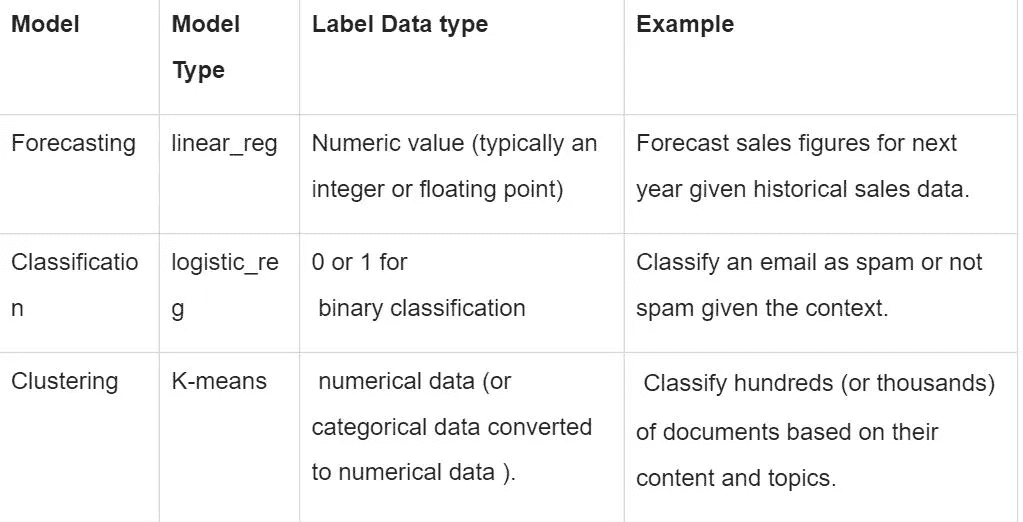 Model
Model
Type
Label Data type
Example
Forecasting
linear_reg
Numeric value (typically an
integer or floating point)
Forecast sales figures for next
year given historical sales data.
Classificatio
n
logistic_re
g
0 or 1 for
binary classification
Classify an email as spam or not
spam given the context.
Clustering
K-means
numerical data (or
categorical data converted
to numerical data ).
Classify hundreds (or thousands)
of documents based on their
content and topics.